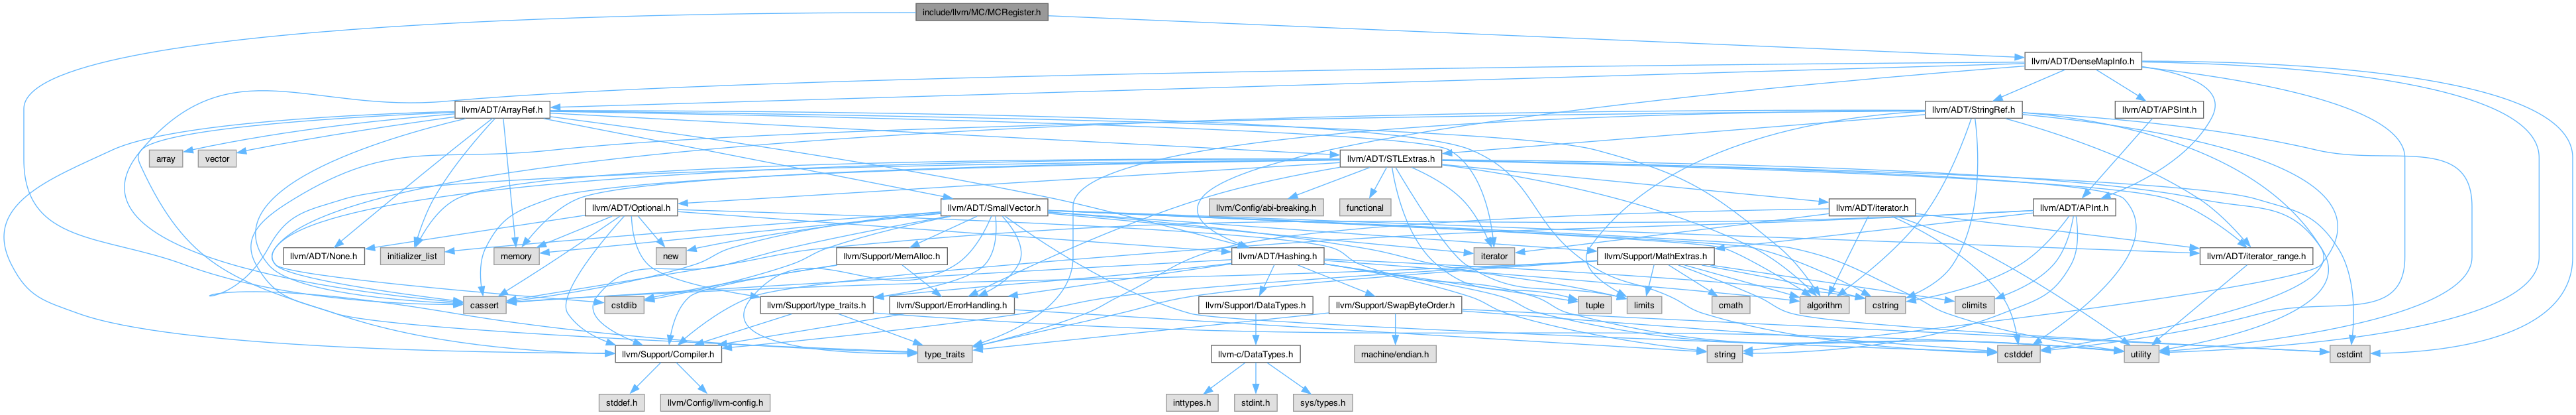 include/llvm/MC/MCRegister.h
llvm/ADT/DenseMapInfo.h
llvm/ADT/ArrayRef.h
llvm/ADT/StringRef.h
llvm/ADT/APSInt.h
array
vector
llvm/ADT/STLExtras.h
llvm/ADT/Optional.h
llvm/ADT/SmallVector.h
llvm/Config/abi-breaking.h
functional
llvm/ADT/iterator.h
llvm/ADT/APInt.h
llvm/ADT/None.h
initializer_list
memory
new
llvm/Support/MemAlloc.h
llvm/ADT/Hashing.h
iterator
llvm/Support/MathExtras.h
llvm/ADT/iterator_range.h
cassert
cstdlib
llvm/Support/type_traits.h
llvm/Support/ErrorHandling.h
llvm/Support/DataTypes.h
llvm/Support/SwapByteOrder.h
tuple
limits
cmath
algorithm
cstring
climits
llvm/Support/Compiler.h
type_traits
llvm-c/DataTypes.h
machine/endian.h
string
cstddef
utility
cstdint
stddef.h
llvm/Config/llvm-config.h
inttypes.h
stdint.h
sys/types.h